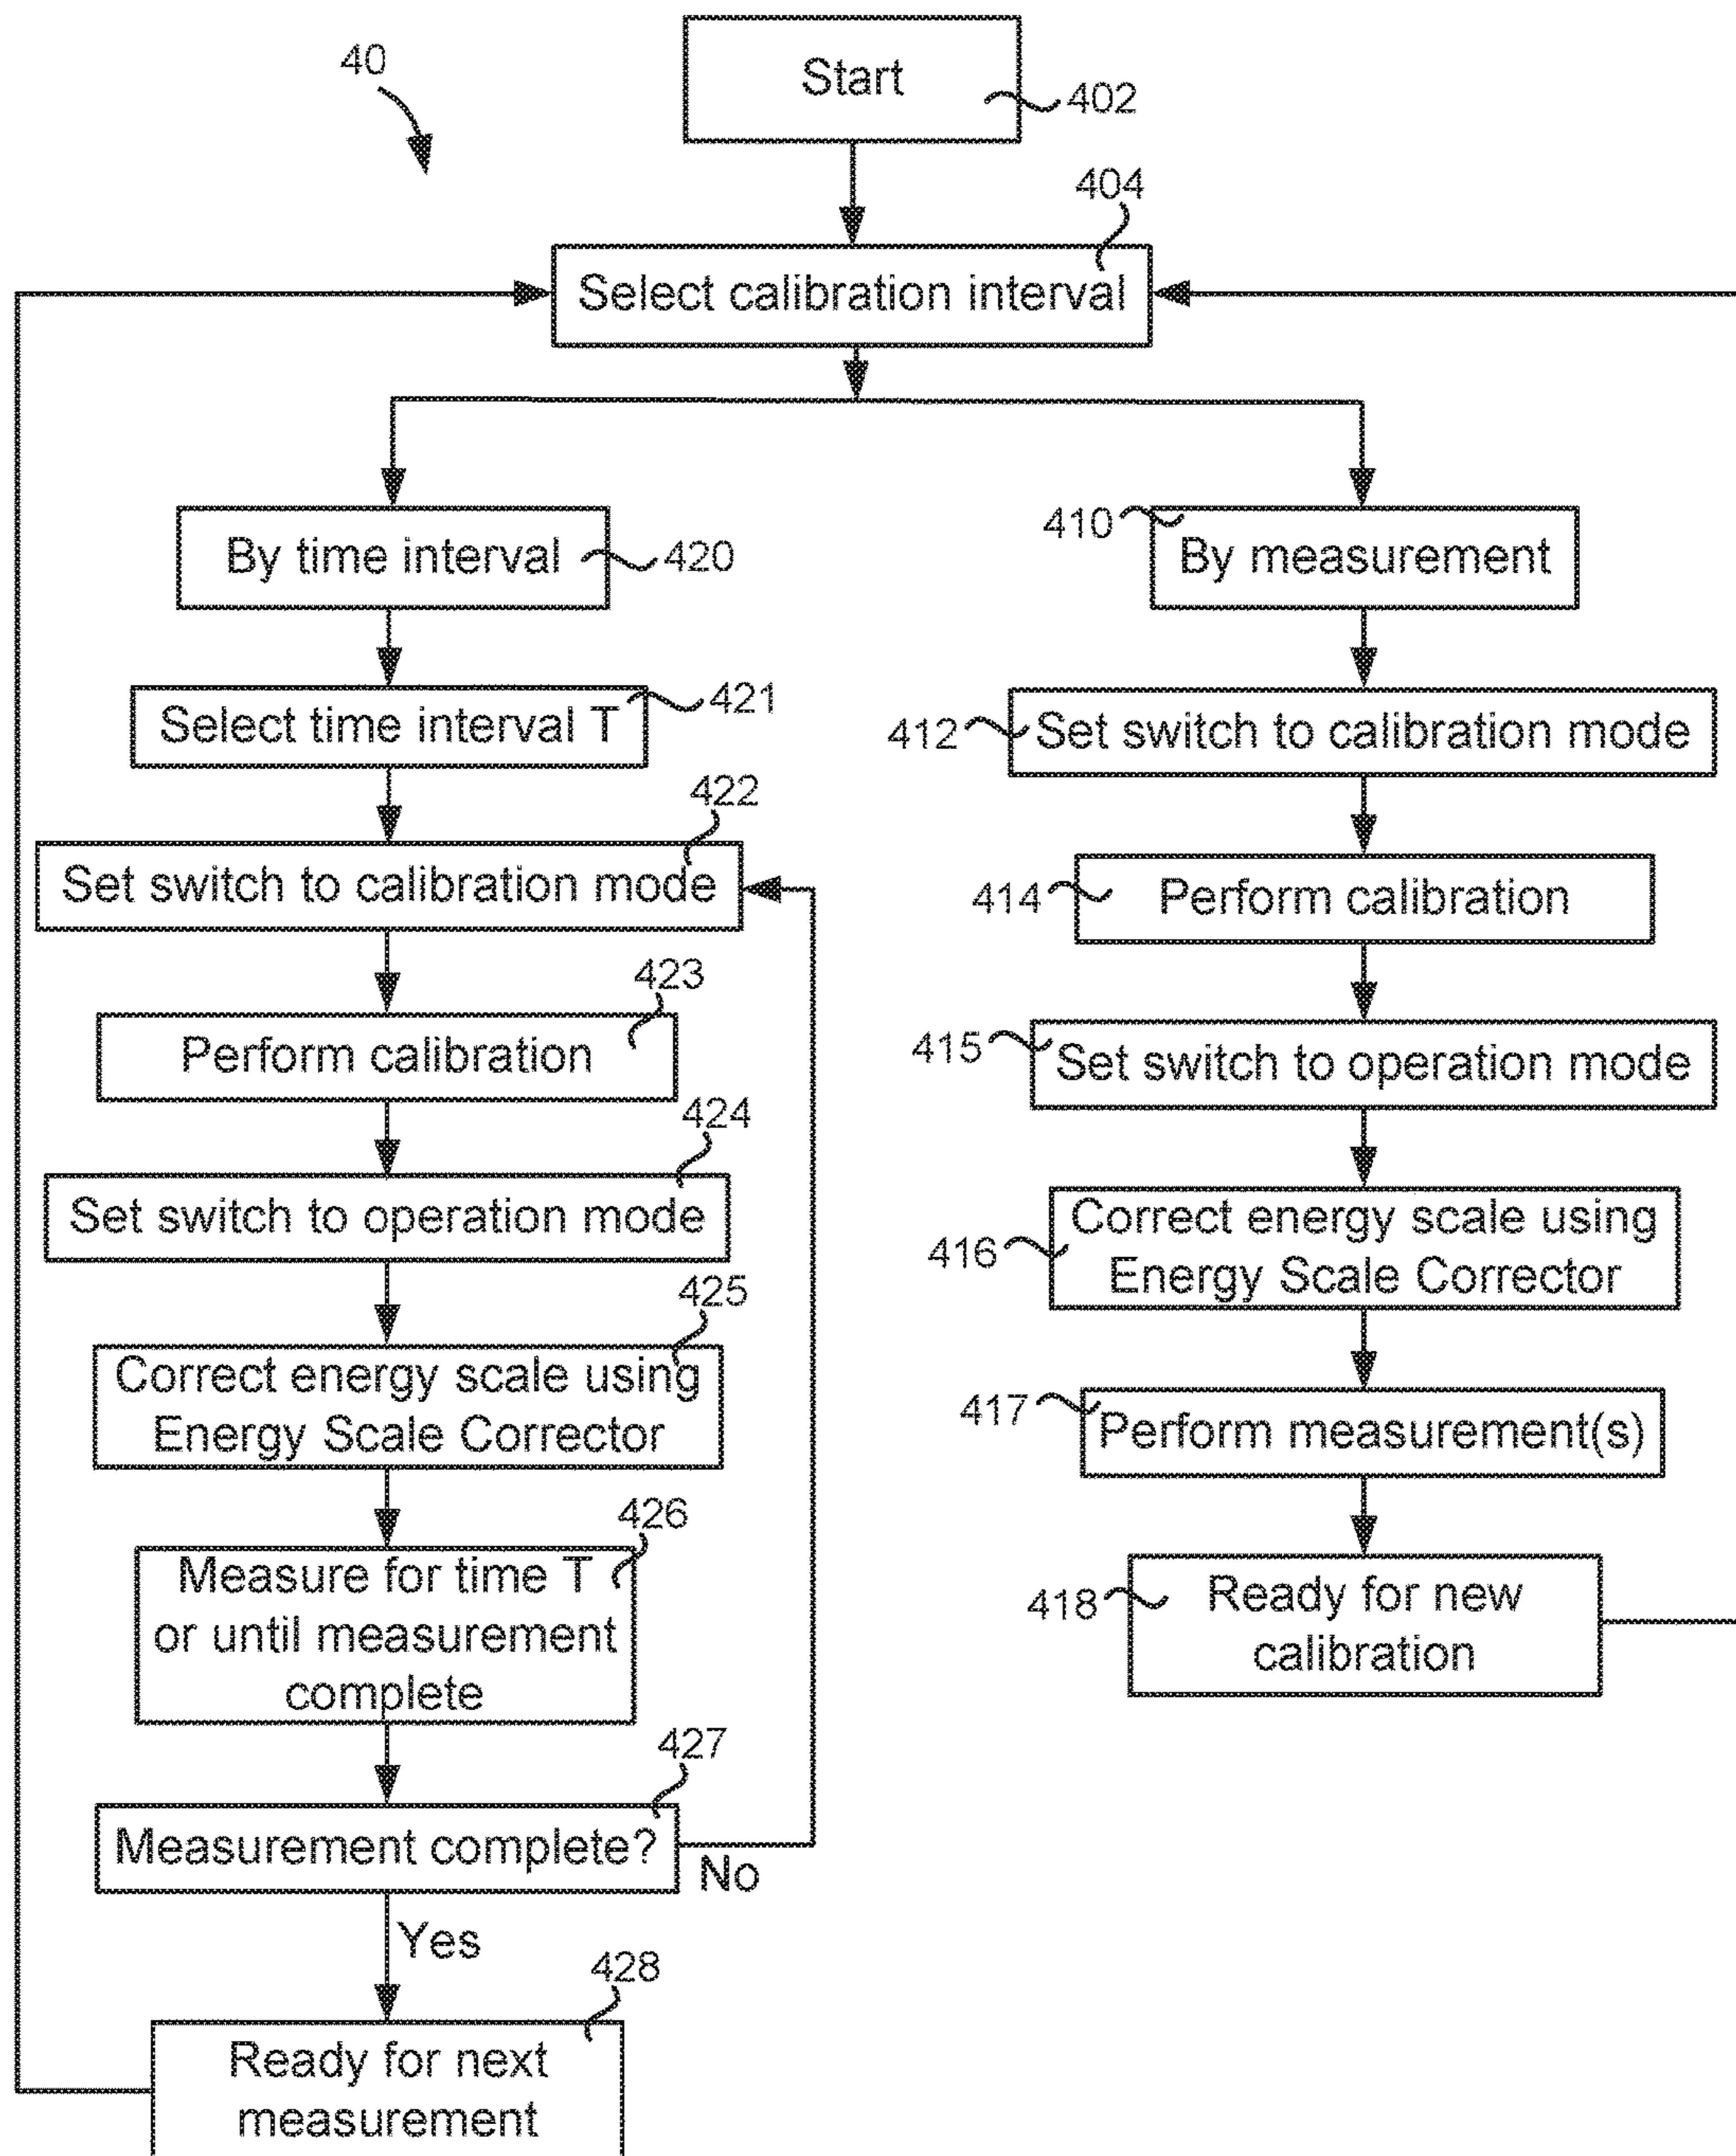 40
Start
402
404
Select calibration interval
By time interval
420
Select time interval T
421
422
Set switch to calibration mode
423
Perform calibration
424
Set switch to operation mode
425
Correct energy scale using
Energy Scale Corrector
426
Measure for time T
or until measurement
complete
427
Measurement complete?
No
Yes
428
Ready for next
measurement
410
By measurement
412
Set switch to calibration mode
414
Perform calibration
415
Set switch to operation mode
416
Correct energy scale using
Energy Scale Corrector
417
Perform measurement(s)
418
Ready for new
calibration